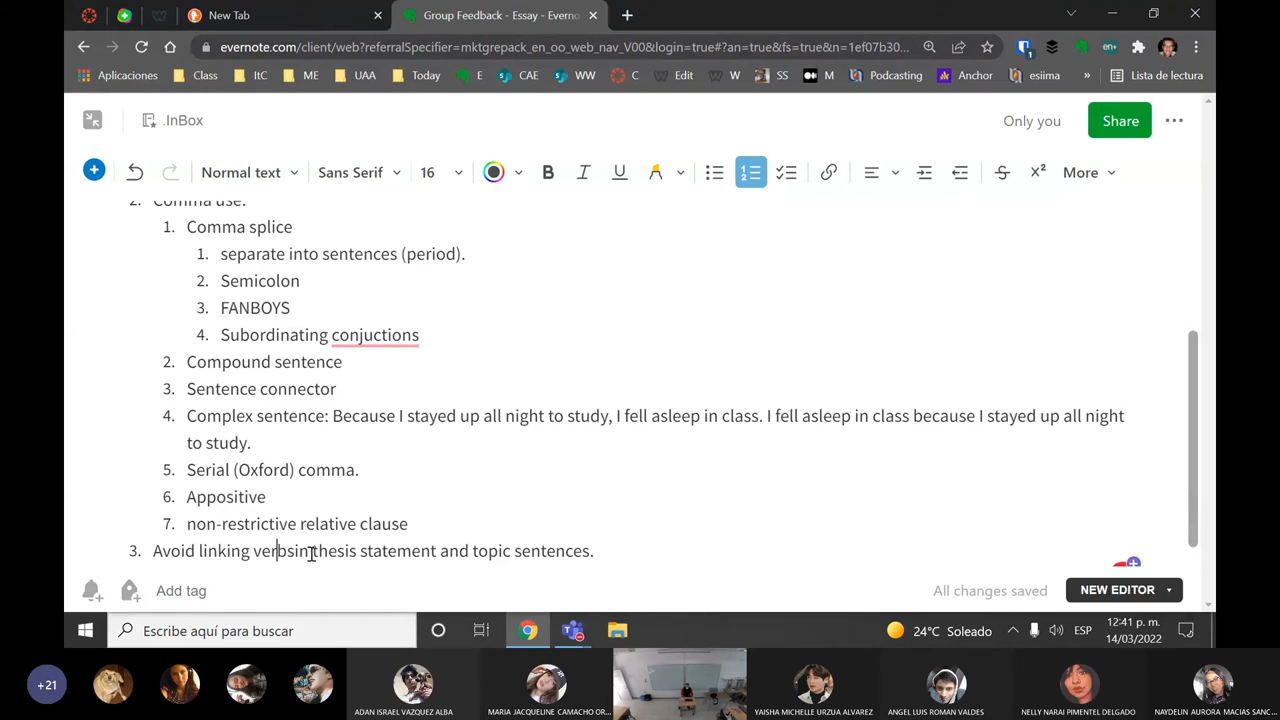 New Tab
Group Feedback - Essay - Everno
evernote.com/client/web?referralSpecifier=mktgrepack_en_oo_web_nav_V00&login=true#?an=true&fs=true&n=1ef07b30...
Aplicaciones Class ItC ME UAA Today E CAE WW C Edit W SS M Podcasting Anchor esiima » Lista de lectura
.InBox Only you Share
Normal text Sans Serif 16 More
2. Comma use.
1. Comma splice
1. separate into sentences (period).
2. Semicolon
3. FANBOYS
4. Subordinating conjuctions
2. Compound sentence
3. Sentence connector
4. Complex sentence: Because I stayed up all night to study, I fell asleep in class. I fell asleep in class because I stayed up all night
to study.
5. Serial (Oxford) comma.
6. Appositive
7. non-restrictive relative clause
3. Avoid linking verbsin thesis statement and topic sentences.
Add tag All changes saved NEW EDITOR
Escribe aquí para buscar 24°C Soleado ESP 12:41 p. m.
14/03/2022
+21
ADAN ISRAEL VAZQUEZ ALBA MARIA JACQUELINE CAMACHO OR... YAISHA MICHELLE URZUA ALVAREZ ANGEL LUIS ROMAN VALDES NELLY NARAI PIMENTEL DELGADO NAYDELIN AURORA MACIAS SANC...